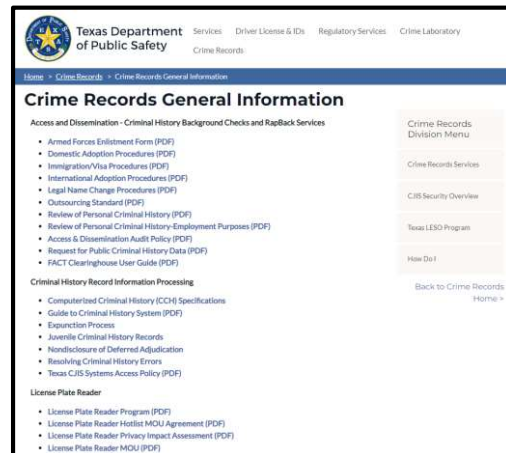 Texas Department
of Public Safety
Services Driver License & IDs Regulatory Services Crime Laboratory
Crime Records
Home > Crime Records > Crime Records General Information
Crime Records General Information
Access and Dissemination - Criminal History Background Checks and RapBack Services
• Armed Forces Enlistment Form (PDF)
• Domestic Adoption Procedures (PDF)
• Immigration/Visa Procedures (PDF)
• International Adoption Procedures (PDF)
• Legal Name Change Procedures (PDF)
• Outsourcing Standard (PDF)
• Review of Personal Criminal History (PDF)
• Review of Personal Criminal History-Employment Purposes (PDF)
• Access & Dissemination Audit Policy (PDF)
• Request for Public Criminal History Data (PDF)
• FACT Clearinghouse User Guide (PDF)
Criminal History Record Information Processing
• Computerized Criminal History (CCH) Specifications
• Guide to Criminal History System (PDF)
• Expunction Process
• Juvenile Criminal History Records
• Nondisclosure of Deferred Adjudication
• Resolving Criminal History Errors
• Texas CJIS Systems Access Policy (PDF)
License Plate Reader
• License Plate Reader Program (PDF)
• License Plate Reader Hotlist MOU Agreement (PDF)
• License Plate Reader Privacy Impact Assessment (PDF)
• License Plate Reader MOU (PDF)
Crime Records
Division Menu
Crime Records Services
CJIS Security Overview
Texas LESO Program
How Do I
Back to Crime Records
Home >